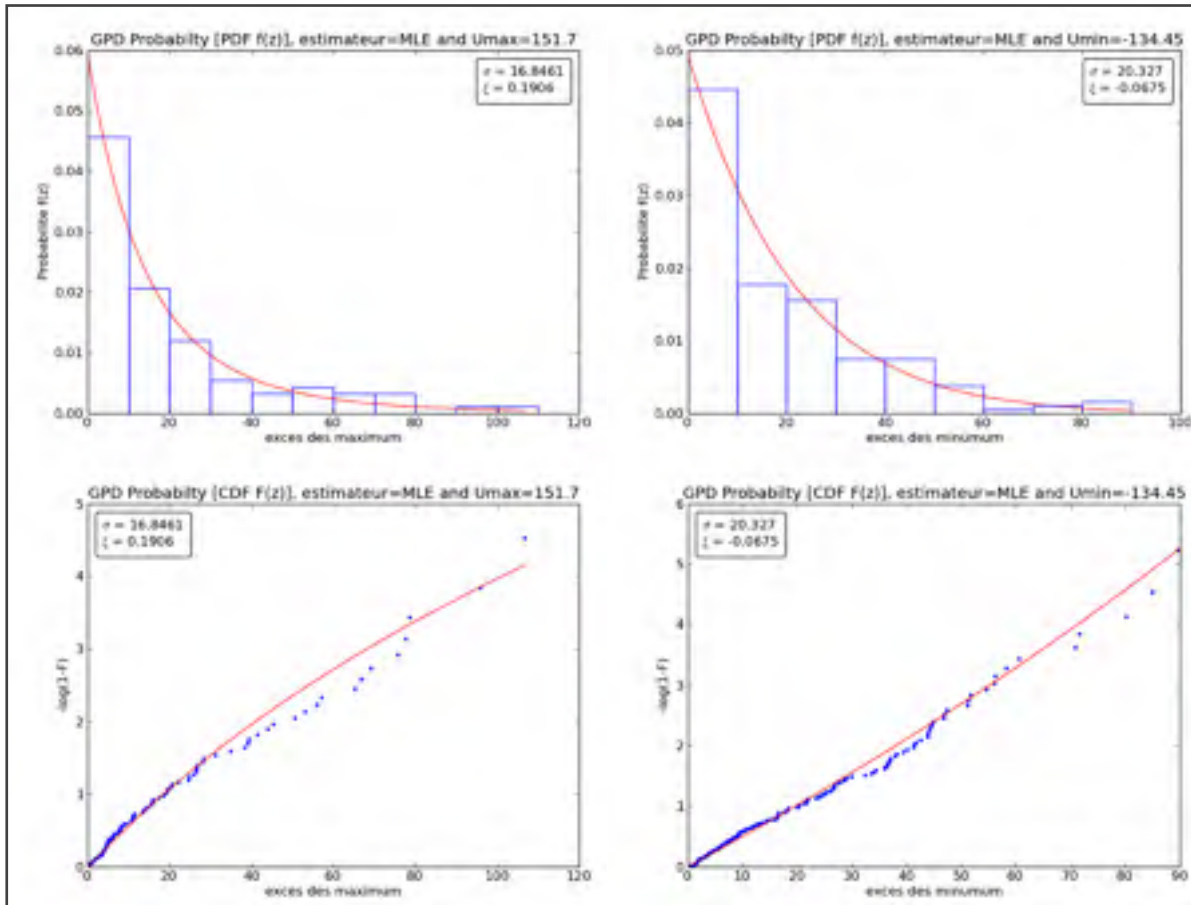 GPD Probabilty [PDF f(z)], estimateur=MLE and Umax=151.7
σ = 16.8461
ξ = 0.1906
Probabilite f(z)
0.06
0.05
0.04
0.03
0.02
0.01
0.00
0 20 40 60 80 100 120
exces des maximum
GPD Probabilty [PDF f(z)], estimateur=MLE and Umin=-134.45
σ = 20.327
ξ = -0.0675
Probabilite f(z)
0.05
0.04
0.03
0.02
0.01
0.00
0 20 40 60 80 100
exces des minumum
GPD Probabilty [CDF F(z)], estimateur=MLE and Umax=151.7
σ = 16.8461
ξ = 0.1906
-log(1-F)
5
4
3
2
1
0
0 20 40 60 80 100 120
exces des maximum
GPD Probabilty [CDF F(z)], estimateur=MLE and Umin=-134.45
σ = 20.327
ξ = -0.0675
-log(1-F)
6
5
4
3
2
1
0
0 10 20 30 40 50 60 70 80 90
exces des minumum